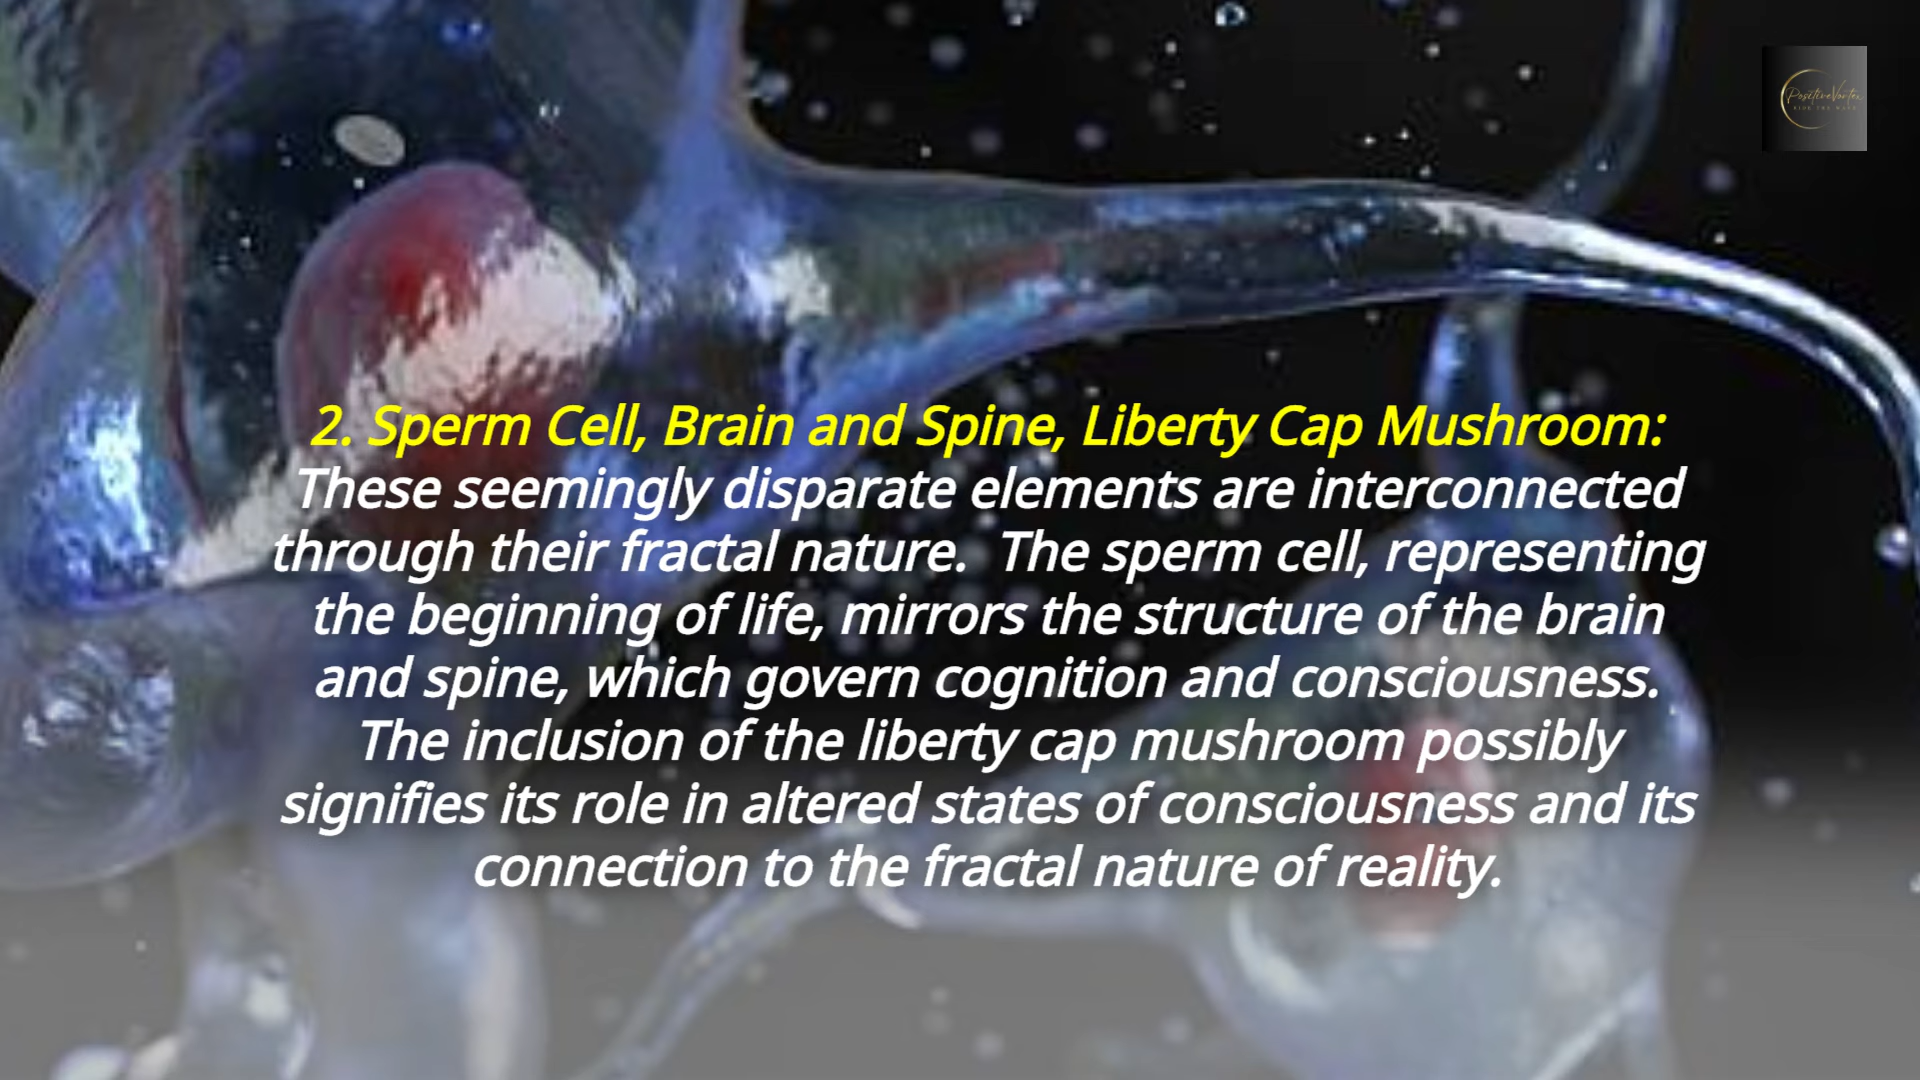 PositiveVortex
2. Sperm Cell, Brain and Spine, Liberty Cap Mushroom:
These seemingly disparate elements are interconnected
through their fractal nature.  The sperm cell, representing
the beginning of life, mirrors the structure of the brain
and spine, which govern cognition and consciousness.
The inclusion of the liberty cap mushroom possibly
signifies its role in altered states of consciousness and its
connection to the fractal nature of reality.